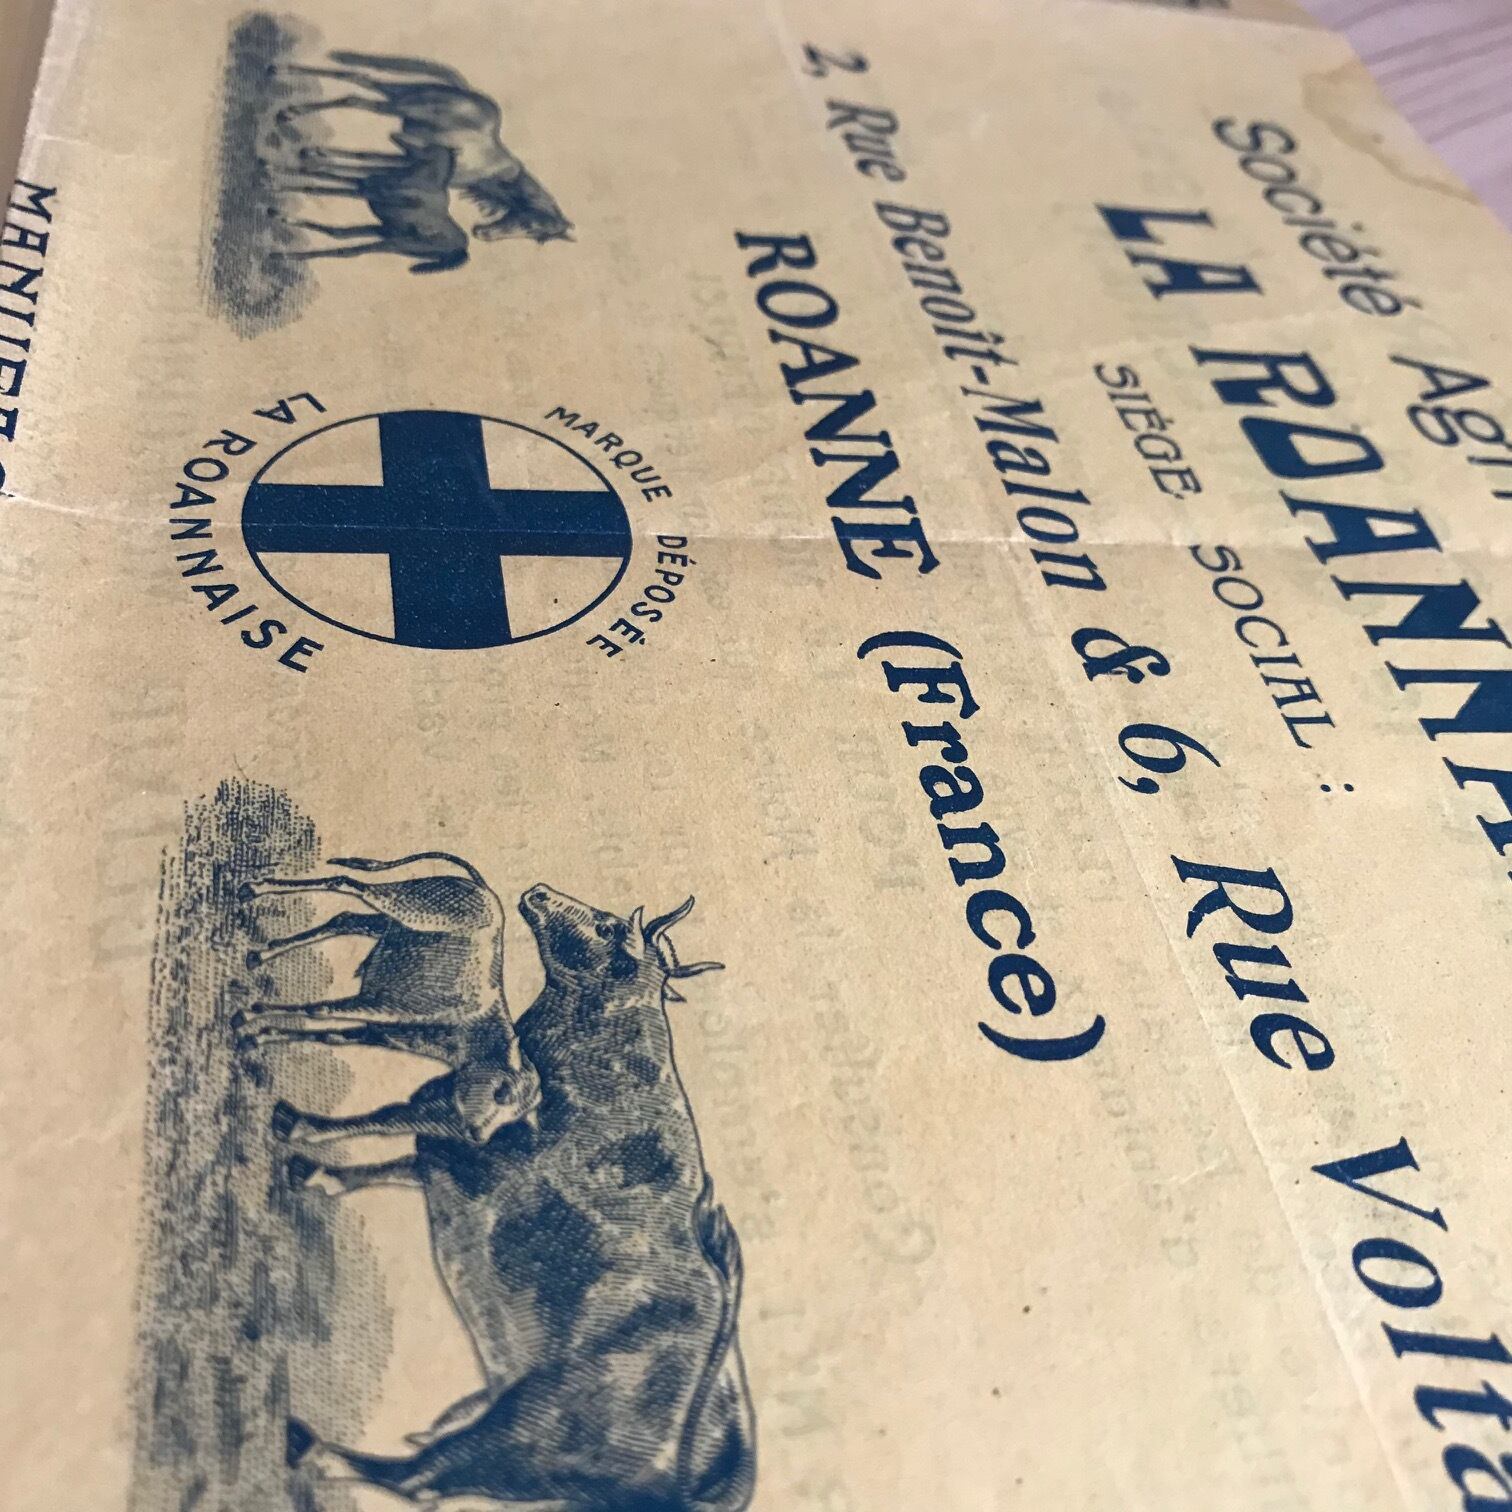 Société Agr
LA ROANNA
SIÈGE SOCIAL :
2, Rue Benoît-Malon & 6, Rue Volta
ROANNE (France)
MARQUE DÉPOSÉE
LA ROANNAISE